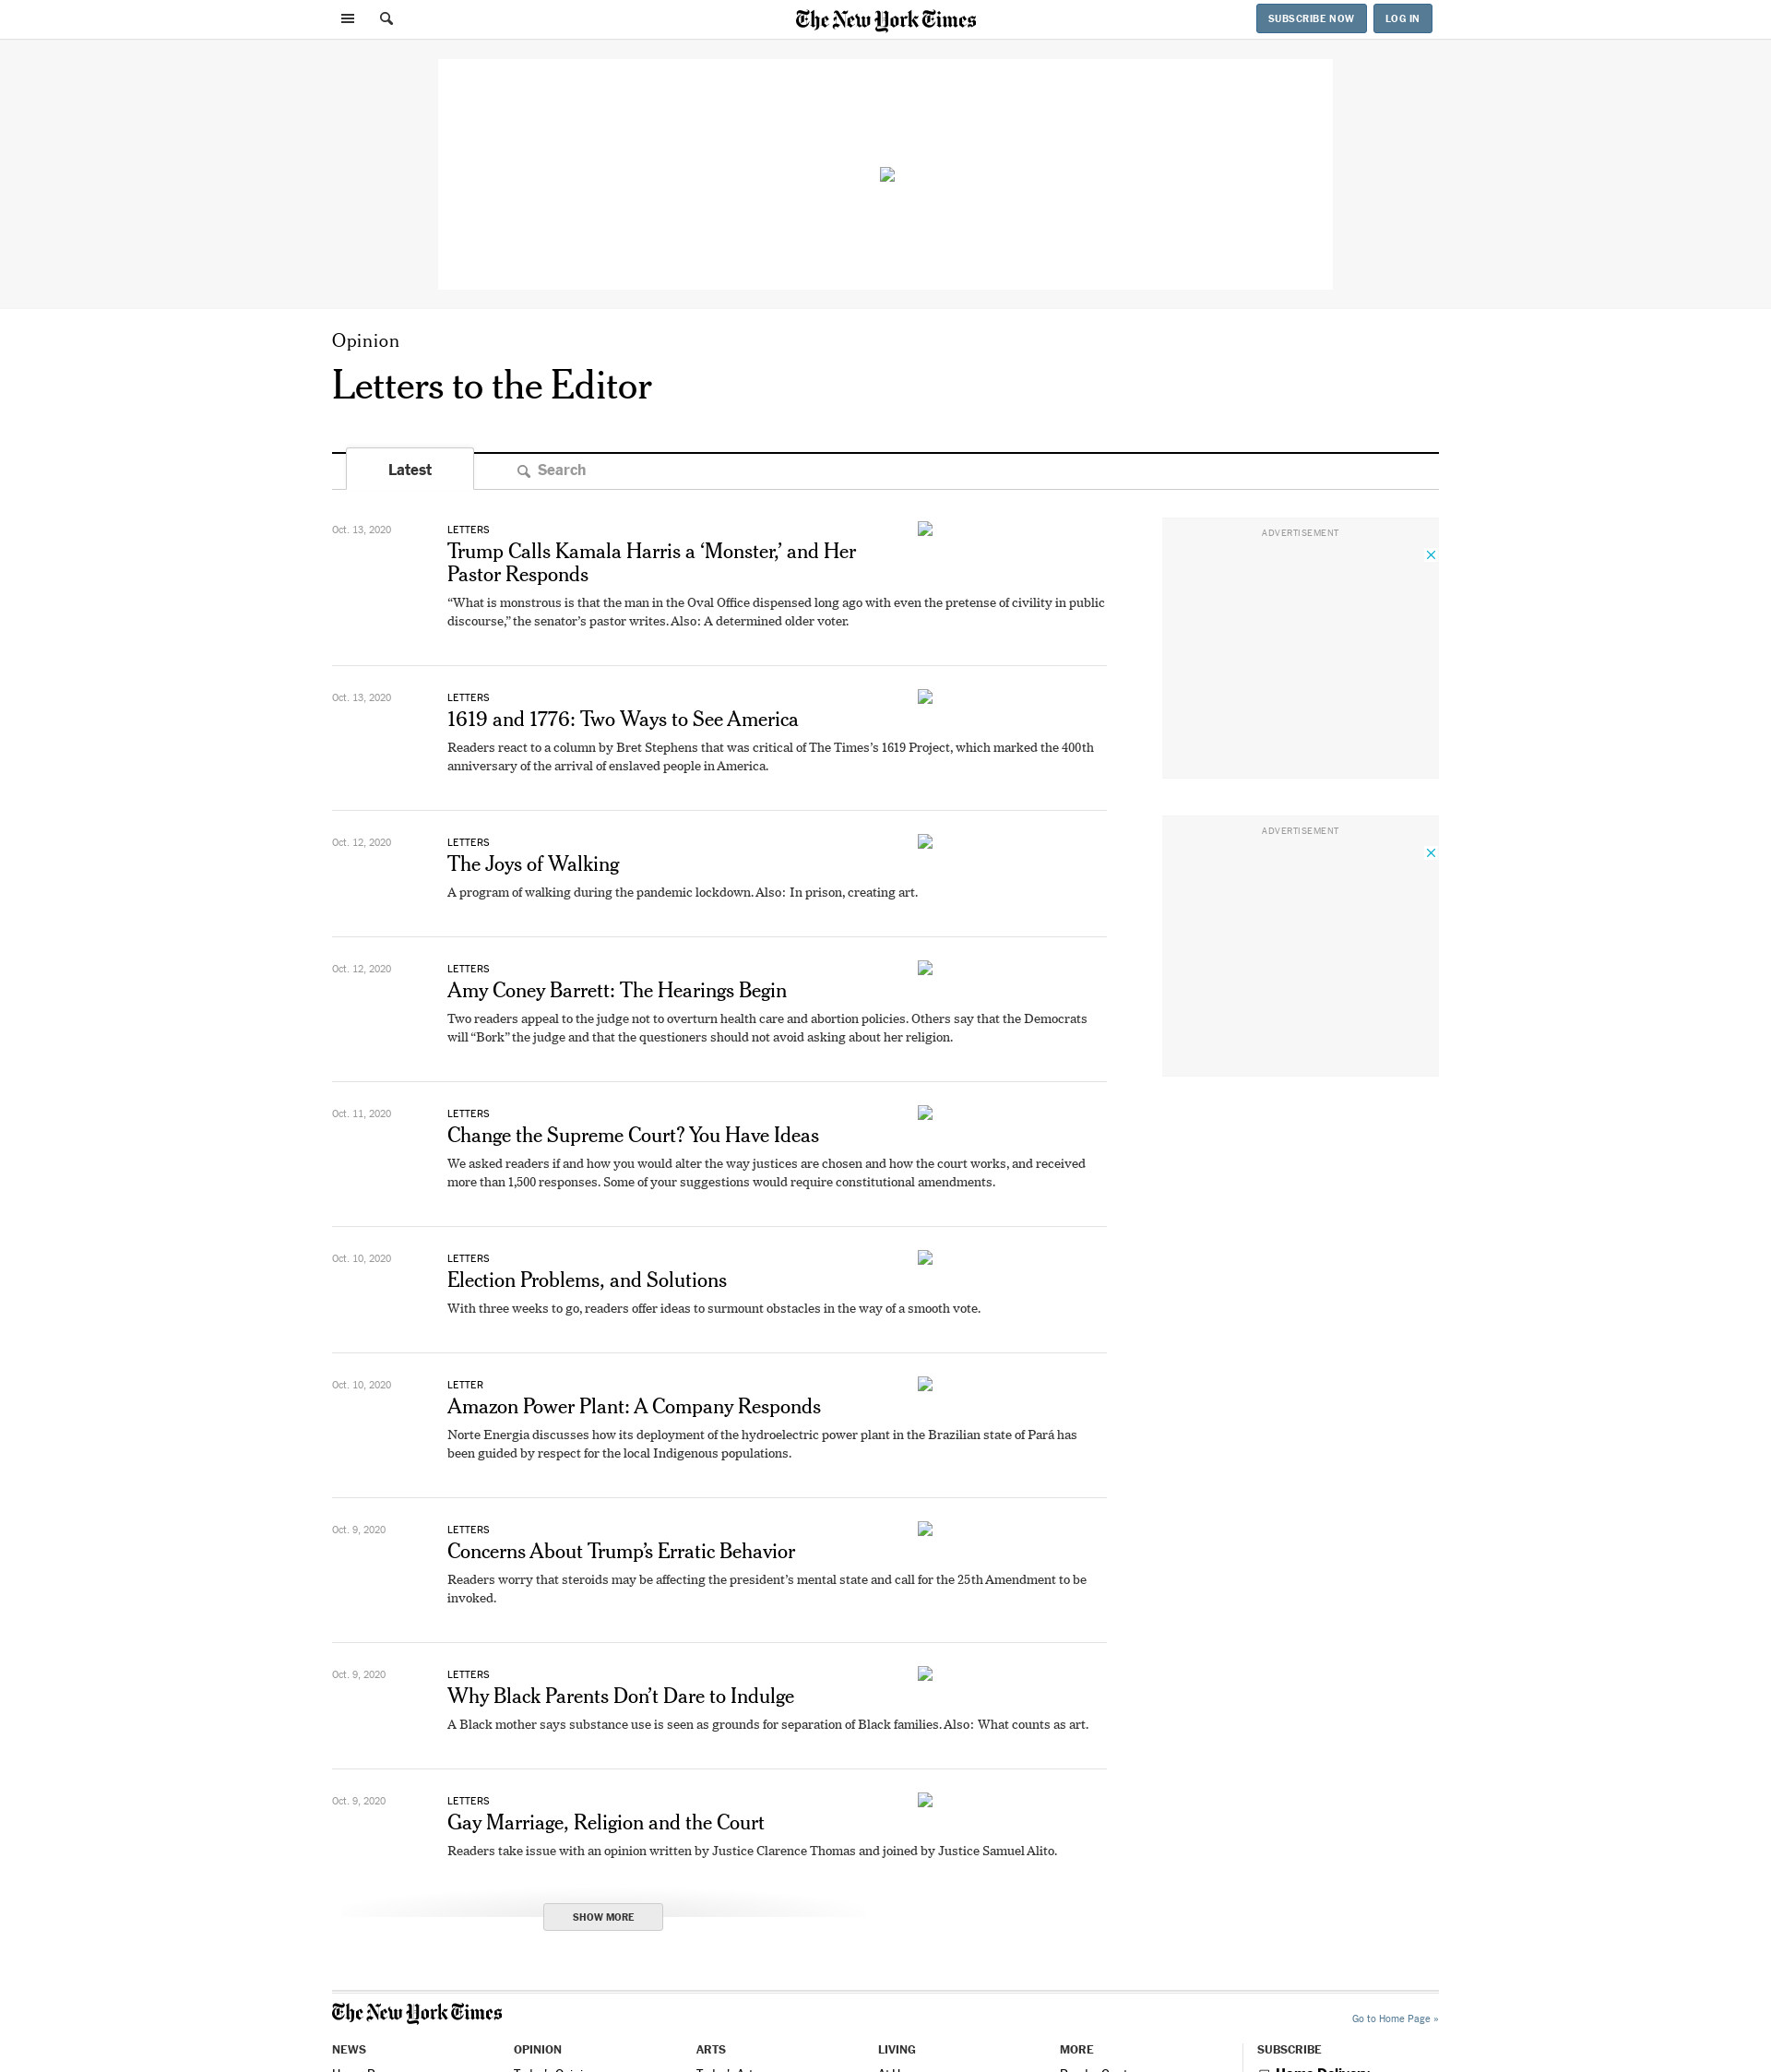 The New York Times
SUBSCRIBE NOW
LOG IN
Opinion
Letters to the Editor
Latest
Search
Oct. 13, 2020
LETTERS
Trump Calls Kamala Harris a ‘Monster,’ and Her
Pastor Responds
“What is monstrous is that the man in the Oval Office dispensed long ago with even the pretense of civility in public
discourse,” the senator’s pastor writes. Also: A determined older voter.
ADVERTISEMENT
Oct. 13, 2020
LETTERS
1619 and 1776: Two Ways to See America
Readers react to a column by Bret Stephens that was critical of The Times’s 1619 Project, which marked the 400th
anniversary of the arrival of enslaved people in America.
ADVERTISEMENT
Oct. 12, 2020
LETTERS
The Joys of Walking
A program of walking during the pandemic lockdown. Also: In prison, creating art.
Oct. 12, 2020
LETTERS
Amy Coney Barrett: The Hearings Begin
Two readers appeal to the judge not to overturn health care and abortion policies. Others say that the Democrats
will “Bork” the judge and that the questioners should not avoid asking about her religion.
Oct. 11, 2020
LETTERS
Change the Supreme Court? You Have Ideas
We asked readers if and how you would alter the way justices are chosen and how the court works, and received
more than 1,500 responses. Some of your suggestions would require constitutional amendments.
Oct. 10, 2020
LETTERS
Election Problems, and Solutions
With three weeks to go, readers offer ideas to surmount obstacles in the way of a smooth vote.
Oct. 10, 2020
LETTER
Amazon Power Plant: A Company Responds
Norte Energia discusses how its deployment of the hydroelectric power plant in the Brazilian state of Pará has
been guided by respect for the local Indigenous populations.
Oct. 9, 2020
LETTERS
Concerns About Trump’s Erratic Behavior
Readers worry that steroids may be affecting the president’s mental state and call for the 25th Amendment to be
invoked.
Oct. 9, 2020
LETTERS
Why Black Parents Don’t Dare to Indulge
A Black mother says substance use is seen as grounds for separation of Black families. Also: What counts as art.
Oct. 9, 2020
LETTERS
Gay Marriage, Religion and the Court
Readers take issue with an opinion written by Justice Clarence Thomas and joined by Justice Samuel Alito.
SHOW MORE
The New York Times
Go to Home Page »
NEWS
OPINION
ARTS
LIVING
MORE
SUBSCRIBE